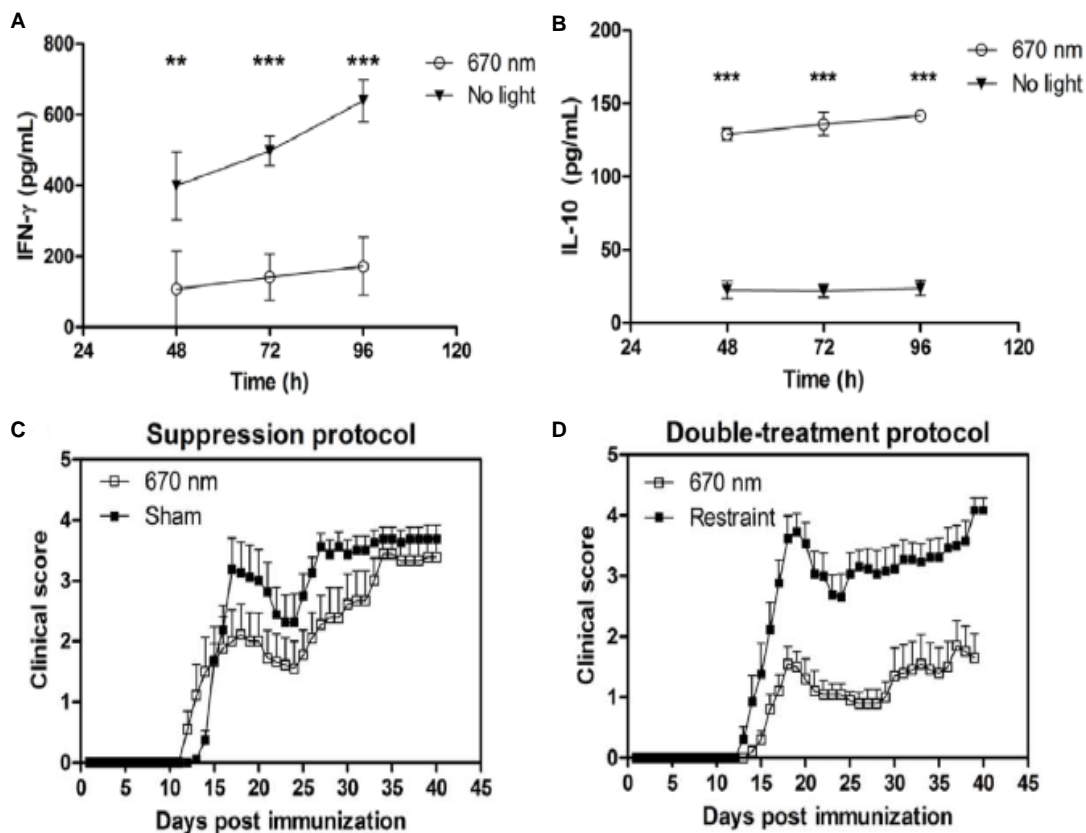 A
800
600
400
200
0
24 48 72 96 120
IFN-γ (pg/mL)
Time (h)
** *** ***
670 nm
No light
B
200
150
100
50
0
24 48 72 96 120
IL-10 (pg/mL)
Time (h)
*** *** ***
670 nm
No light
C
Suppression protocol
5
4
3
2
1
0
0 5 10 15 20 25 30 35 40 45
Clinical score
Days post immunization
670 nm
Sham
D
Double-treatment protocol
5
4
3
2
1
0
0 5 10 15 20 25 30 35 40 45
Clinical score
Days post immunization
670 nm
Restraint